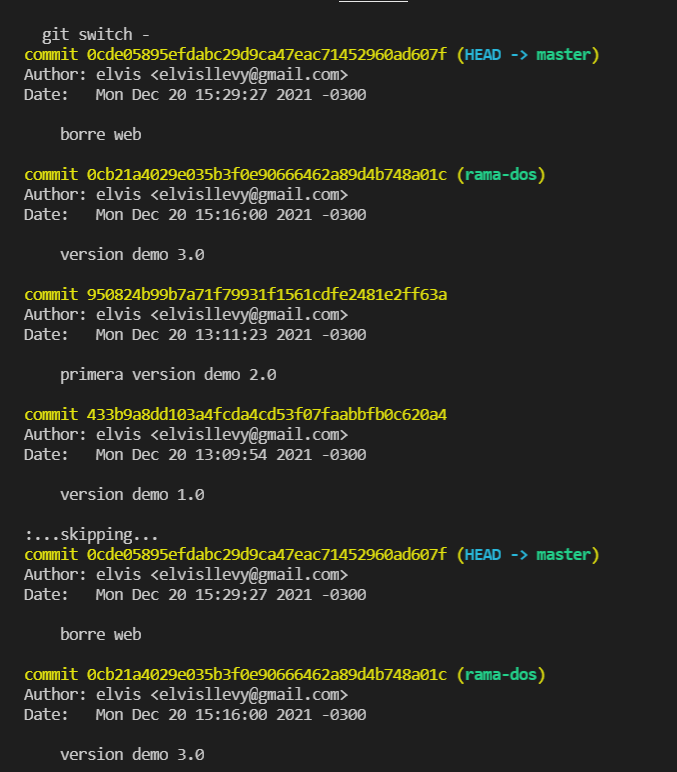 git switch -
commit 0cde05895efdabc29d9ca47eac71452960ad607f (HEAD -> master)
Author: elvis <elvisllevy@gmail.com>
Date:   Mon Dec 20 15:29:27 2021 -0300
borre web
commit 0cb21a4029e035b3f0e90666462a89d4b748a01c (rama-dos)
Author: elvis <elvisllevy@gmail.com>
Date:   Mon Dec 20 15:16:00 2021 -0300
version demo 3.0
commit 950824b99b7a71f79931f1561cdfe2481e2ff63a
Author: elvis <elvisllevy@gmail.com>
Date:   Mon Dec 20 13:11:23 2021 -0300
primera version demo 2.0
commit 433b9a8dd103a4fcda4cd53f07faabbfb0c620a4
Author: elvis <elvisllevy@gmail.com>
Date:   Mon Dec 20 13:09:54 2021 -0300
version demo 1.0
:...skipping...
commit 0cde05895efdabc29d9ca47eac71452960ad607f (HEAD -> master)
Author: elvis <elvisllevy@gmail.com>
Date:   Mon Dec 20 15:29:27 2021 -0300
borre web
commit 0cb21a4029e035b3f0e90666462a89d4b748a01c (rama-dos)
Author: elvis <elvisllevy@gmail.com>
Date:   Mon Dec 20 15:16:00 2021 -0300
version demo 3.0